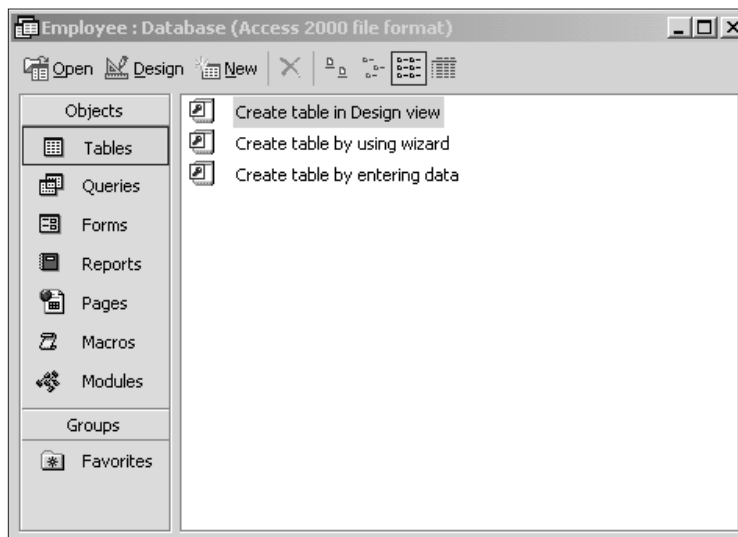 Employee : Database (Access 2000 file format)
Open Design New
Objects
Tables
Queries
Forms
Reports
Pages
Macros
Modules
Groups
Favorites
Create table in Design view
Create table by using wizard
Create table by entering data